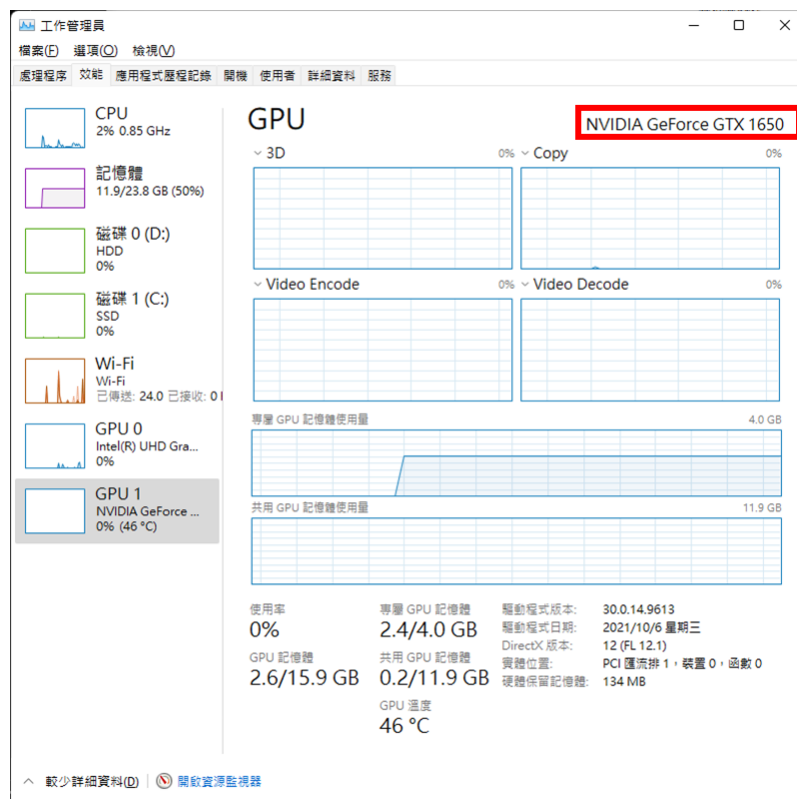 工作管理員
檔案(F) 選項(O) 檢視(V)
處理程序 效能 應用程式歷程記錄 開機 使用者 詳細資料 服務
CPU
2% 0.85 GHz
記憶體
11.9/23.8 GB (50%)
磁碟 0 (D:)
HDD
0%
磁碟 1 (C:)
SSD
0%
Wi-Fi
Wi-Fi
已傳送: 24.0 已接收: 0
GPU 0
Intel(R) UHD Gra...
0%
GPU 1
NVIDIA GeForce ...
0% (46 °C)
GPU
NVIDIA GeForce GTX 1650
3D 0% Copy 0%
Video Encode 0% Video Decode 0%
專屬 GPU 記憶體使用量 4.0 GB
共用 GPU 記憶體使用量 11.9 GB
使用率
0%
專屬 GPU 記憶體
2.4/4.0 GB
GPU 記憶體
2.6/15.9 GB
共用 GPU 記憶體
0.2/11.9 GB
GPU 溫度
46 °C
驅動程式版本: 30.0.14.9613
驅動程式日期: 2021/10/6 星期三
DirectX 版本: 12 (FL 12.1)
實體位置: PCI 匯流排 1，裝置 0，函數 0
硬體保留記憶體: 134 MB
較少詳細資料(D) 開啟資源監視器